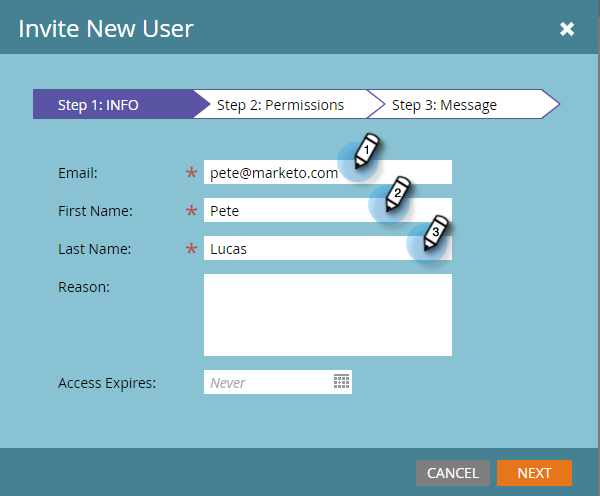 Invite New User
Step 1: INFO Step 2: Permissions Step 3: Message
Email: * pete@marketo.com 1
First Name: * Pete 2
Last Name: * Lucas 3
Reason:
Access Expires: Never
CANCEL NEXT